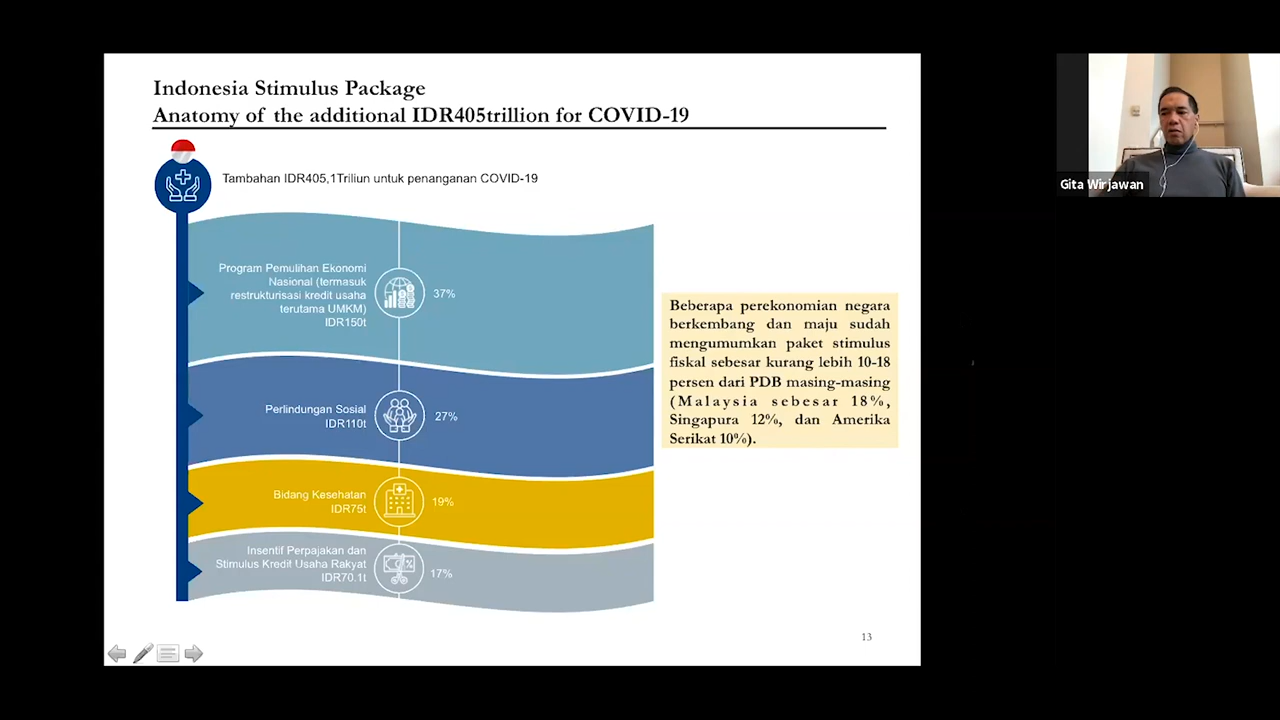 Indonesia Stimulus Package
Anatomy of the additional IDR405trillion for COVID-19
Tambahan IDR405,1Triliun untuk penanganan COVID-19
Program Pemulihan Ekonomi
Nasional (termasuk
restrukturisasi kredit usaha
terutama UMKM)
IDR150t
37%
Perlindungan Sosial
IDR110t
27%
Bidang Kesehatan
IDR75t
19%
Insentif Perpajakan dan
Stimulus Kredit Usaha Rakyat
IDR70.1t
17%
Beberapa perekonomian negara
berkembang dan maju sudah
mengumumkan paket stimulus
fiskal sebesar kurang lebih 10-18
persen dari PDB masing-masing
(Malaysia sebesar 18%,
Singapura 12%, dan Amerika
Serikat 10%).
13
Gita Wirjawan